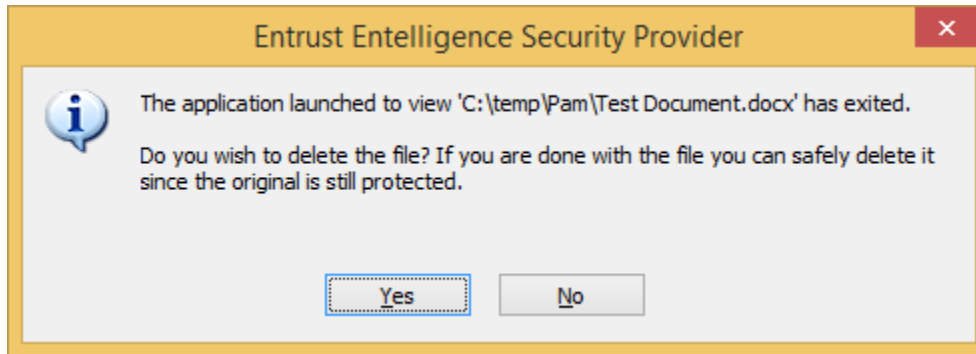 Entrust Entelligence Security Provider
The application launched to view 'C:\temp\Pam\Test Document.docx' has exited.
Do you wish to delete the file? If you are done with the file you can safely delete it
since the original is still protected.
Yes
No